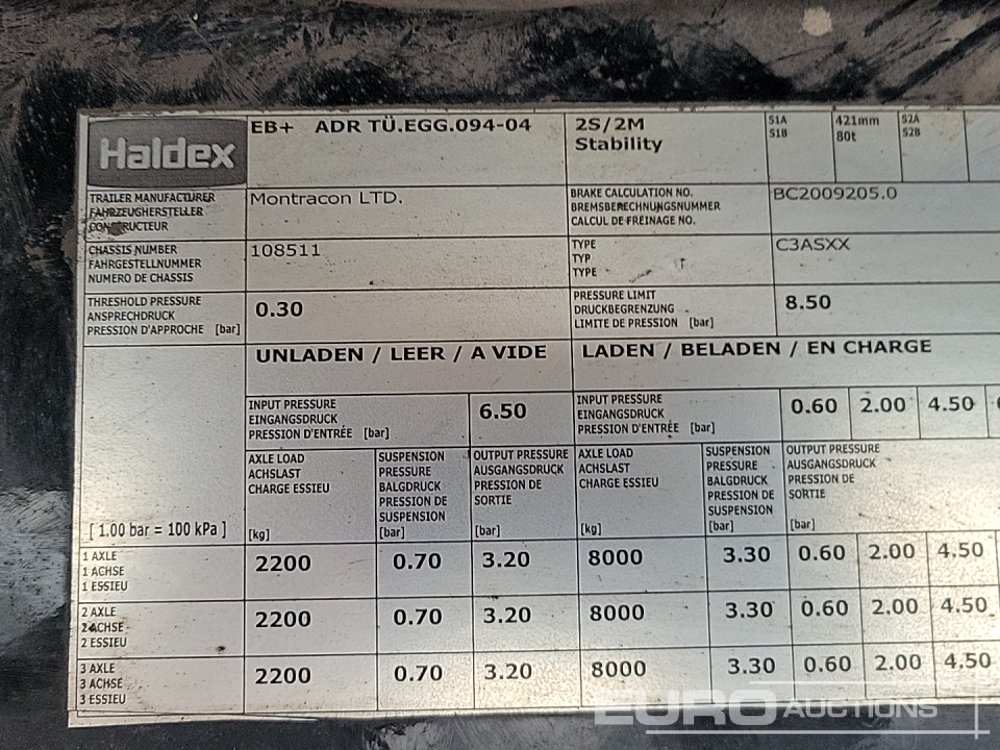 Haldex
EB+ ADR TÜ.EGG.094-04
2S/2M
Stability
S1A
S1B
421mm
80t
S2A
S2B
TRAILER MANUFACTURER
FAHRZEUGHERSTELLER
CONSTRUCTEUR
Montracon LTD.
BRAKE CALCULATION NO.
BREMSBERECHNUNGSNUMMER
CALCUL DE FREINAGE NO.
BC2009205.0
CHASSIS NUMBER
FAHRGESTELLNUMMER
NUMERO DE CHASSIS
108511
TYPE
TYP
TYPE
C3ASXX
THRESHOLD PRESSURE
ANSPRECHDRUCK
PRESSION D'APPROCHE [bar]
0.30
PRESSURE LIMIT
DRUCKBEGRENZUNG
LIMITE DE PRESSION [bar]
8.50
UNLADEN / LEER / A VIDE
LADEN / BELADEN / EN CHARGE
INPUT PRESSURE
EINGANGSDRUCK
PRESSION D'ENTRÉE [bar]
6.50
INPUT PRESSURE
EINGANGSDRUCK
PRESSION D'ENTRÉE [bar]
0.60 2.00 4.50
[ 1.00 bar = 100 kPa ]
AXLE LOAD
ACHSLAST
CHARGE ESSIEU
[kg]
SUSPENSION
PRESSURE
BALGDRUCK
PRESSION DE
SUSPENSION
[bar]
OUTPUT PRESSURE
AUSGANGSDRUCK
PRESSION DE
SORTIE
[bar]
AXLE LOAD
ACHSLAST
CHARGE ESSIEU
[kg]
SUSPENSION
PRESSURE
BALGDRUCK
PRESSION DE
SUSPENSION
[bar]
OUTPUT PRESSURE
AUSGANGSDRUCK
PRESSION DE
SORTIE
[bar]
1 AXLE
1 ACHSE
1 ESSIEU
2200 0.70 3.20 8000 3.30 0.60 2.00 4.50
2 AXLE
2 ACHSE
2 ESSIEU
2200 0.70 3.20 8000 3.30 0.60 2.00 4.50
3 AXLE
3 ACHSE
3 ESSIEU
2200 0.70 3.20 8000 3.30 0.60 2.00 4.50
EURO AUCTIONS